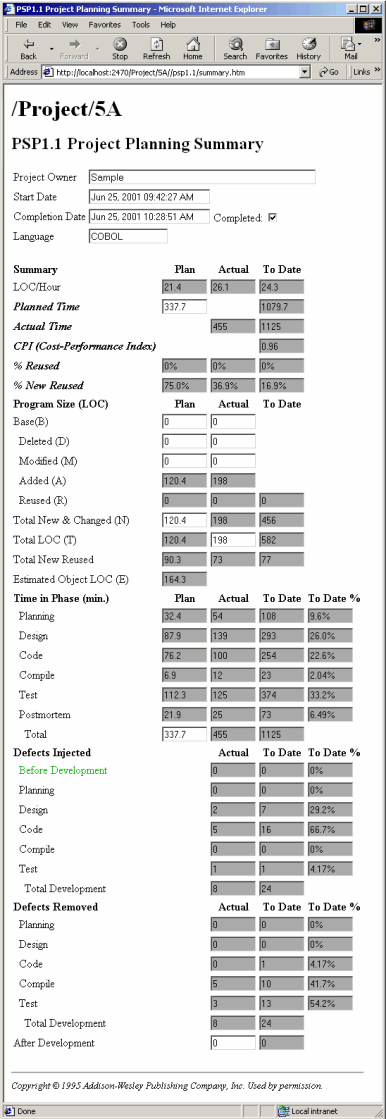 PSP1.1 Project Planning Summary - Microsoft Internet Explorer
File Edit View Favorites Tools Help »
Back Forward Stop Refresh Home Search Favorites History Mail »
Address http://localhost:2470/Project/5A//psp1.1/summary.htm Go Links »
/Project/5A
PSP1.1 Project Planning Summary
Project Owner Sample
Start Date Jun 25, 2001 09:42:27 AM
Completion Date Jun 25, 2001 10:28:51 AM Completed:
Language COBOL
Summary Plan Actual To Date
LOC/Hour 21.4 26.1 24.3
Planned Time 337.7 1079.7
Actual Time 455 1125
CPI (Cost-Performance Index) 0.96
% Reused 0% 0% 0%
% New Reused 75.0% 36.9% 16.9%
Program Size (LOC) Plan Actual To Date
Base(B) 0 0
Deleted (D) 0 0
Modified (M) 0 0
Added (A) 120.4 198
Reused (R) 0 0 0
Total New & Changed (N) 120.4 198 456
Total LOC (T) 120.4 198 582
Total New Reused 90.3 73 77
Estimated Object LOC (E) 164.3
Time in Phase (min.) Plan Actual To Date To Date %
Planning 32.4 54 108 9.6%
Design 87.9 139 293 26.0%
Code 76.2 100 254 22.6%
Compile 6.9 12 23 2.04%
Test 112.3 125 374 33.2%
Postmortem 21.9 25 73 6.49%
Total 337.7 455 1125
Defects Injected Actual To Date To Date %
Before Development 0 0 0%
Planning 0 0 0%
Design 2 7 29.2%
Code 5 16 66.7%
Compile 0 0 0%
Test 1 1 4.17%
Total Development 8 24
Defects Removed Actual To Date To Date %
Planning 0 0 0%
Design 0 0 0%
Code 0 1 4.17%
Compile 5 10 41.7%
Test 3 13 54.2%
Total Development 8 24
After Development 0 0
Copyright © 1995 Addison-Wesley Publishing Company, Inc. Used by permission.
Done Local intranet